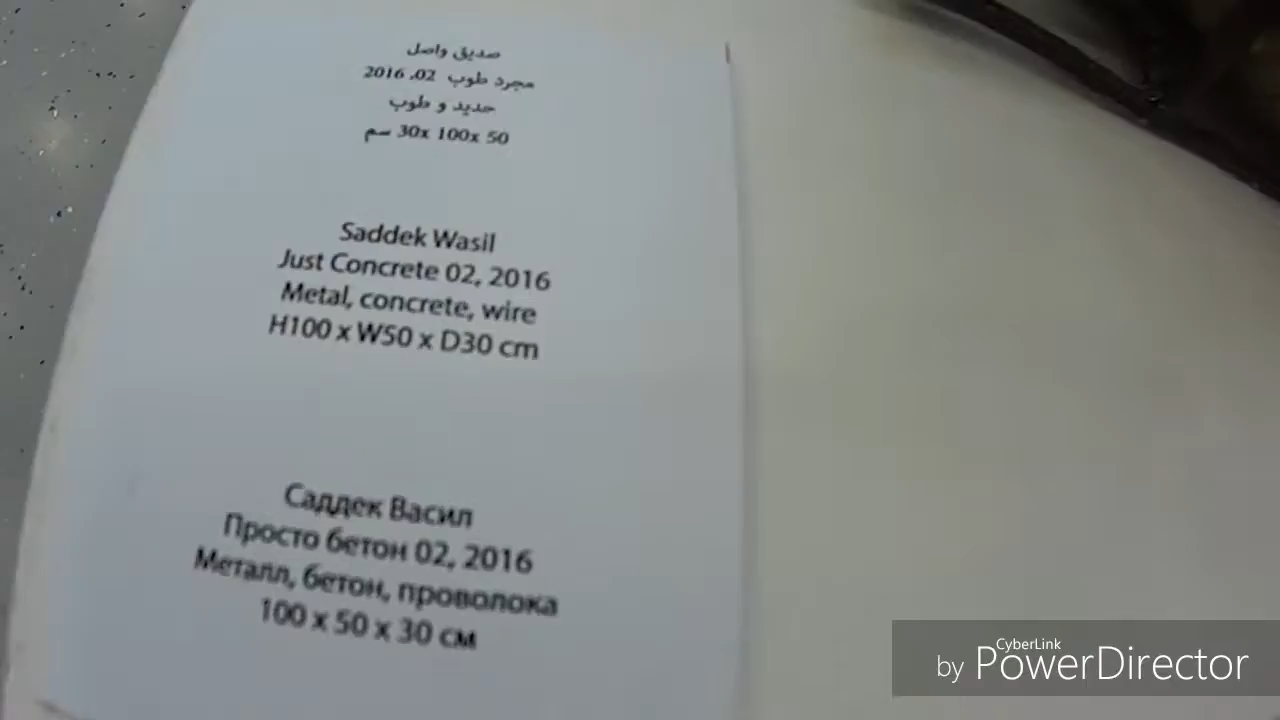 صديق واصل
مجرد طوب 02، 2016
حديد و طوب
50 x100 x30 سم
Saddek Wasil
Just Concrete 02, 2016
Metal, concrete, wire
H100 x W50 x D30 cm
Саддек Васил
Просто бетон 02, 2016
Металл, бетон, проволока
100 x 50 x 30 см
CyberLink
by PowerDirector